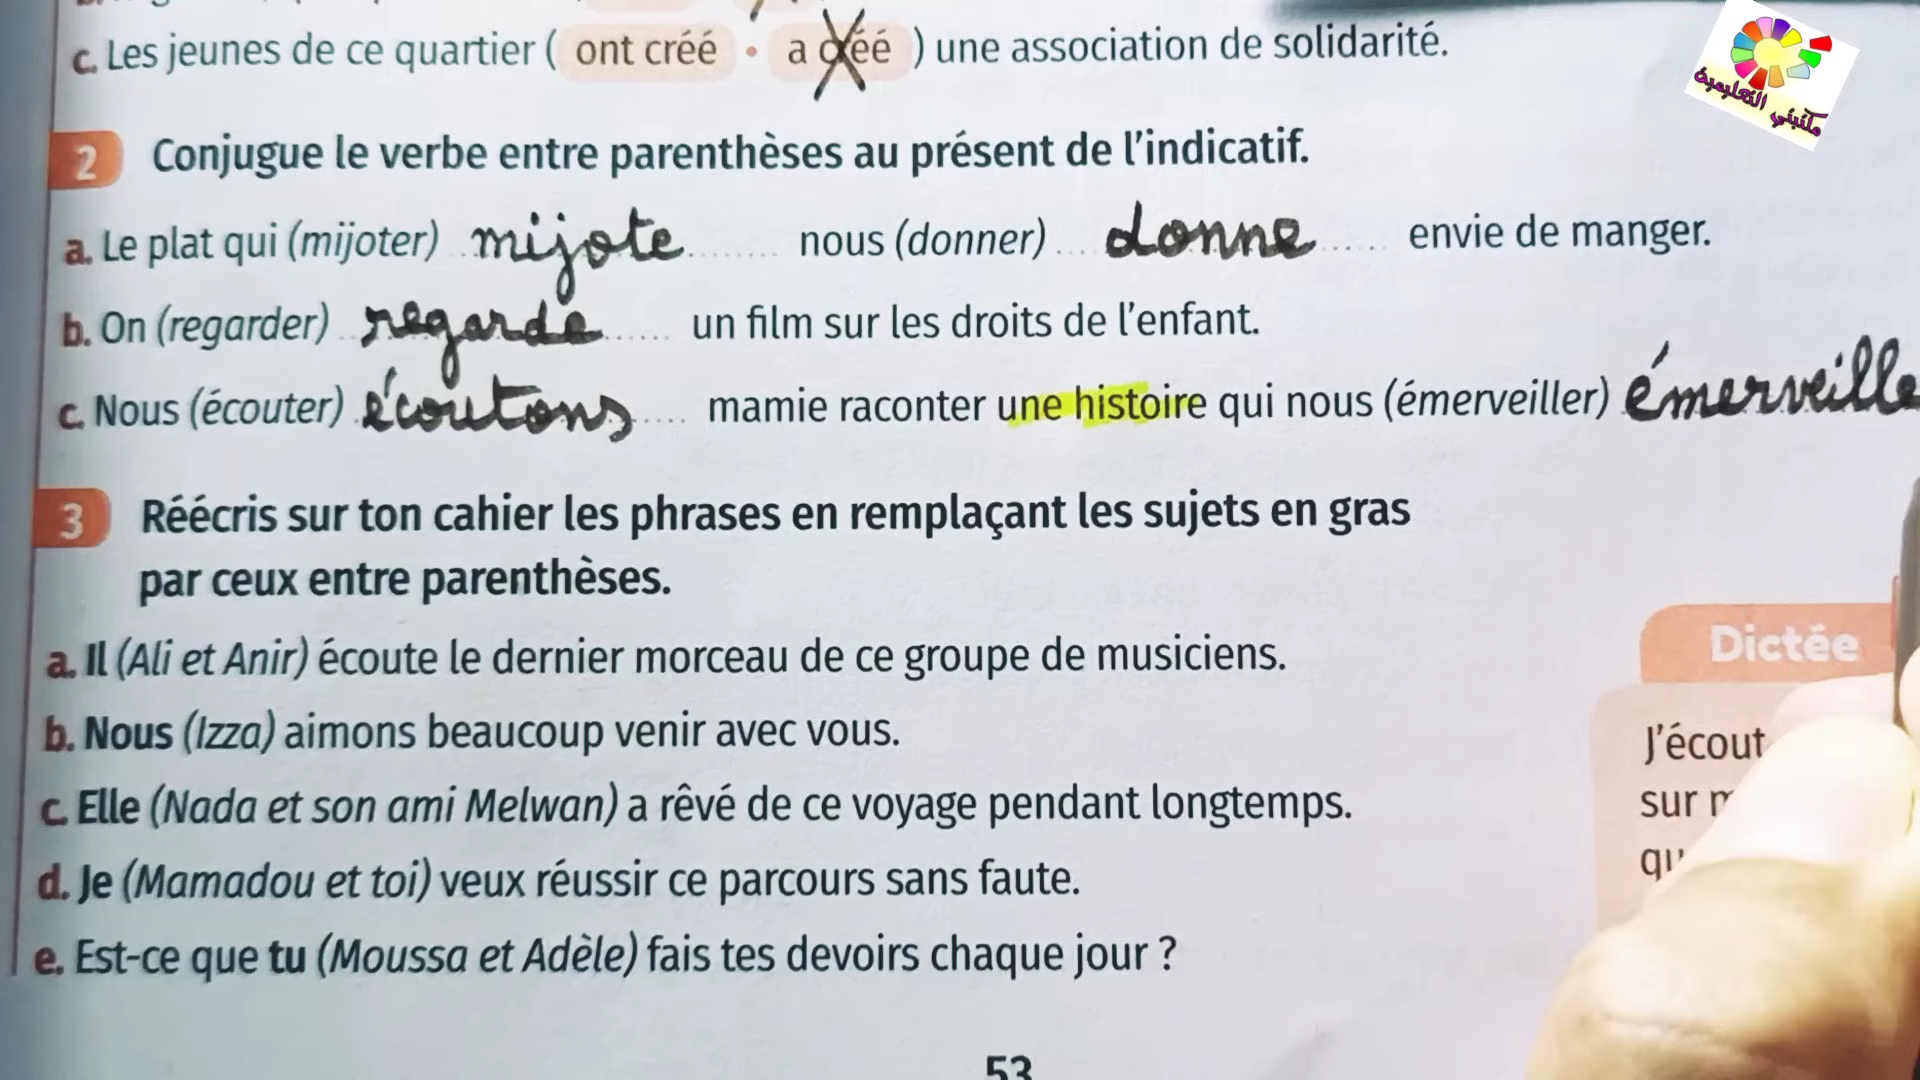 c. Les jeunes de ce quartier ( ont créé • a créé ) une association de solidarité.
مكتبتي التعليمية
2 Conjugue le verbe entre parenthèses au présent de l'indicatif.
a. Le plat qui (mijoter) mijote nous (donner) donne envie de manger.
b. On (regarder) regarde un film sur les droits de l'enfant.
c. Nous (écouter) écoutons mamie raconter une histoire qui nous (émerveiller) émerveille
3 Réécris sur ton cahier les phrases en remplaçant les sujets en gras
par ceux entre parenthèses.
a. Il (Ali et Anir) écoute le dernier morceau de ce groupe de musiciens.
b. Nous (Izza) aimons beaucoup venir avec vous.
c. Elle (Nada et son ami Melwan) a rêvé de ce voyage pendant longtemps.
d. Je (Mamadou et toi) veux réussir ce parcours sans faute.
e. Est-ce que tu (Moussa et Adèle) fais tes devoirs chaque jour ?
Dictée
J'écout
sur
53